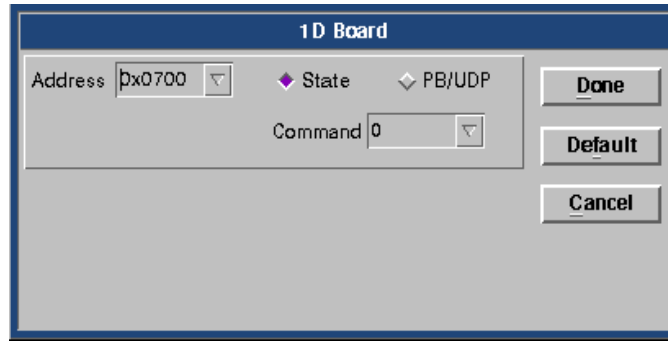 1D Board
Address 0x0700 State PB/UDP Done
Command 0 Default
Cancel